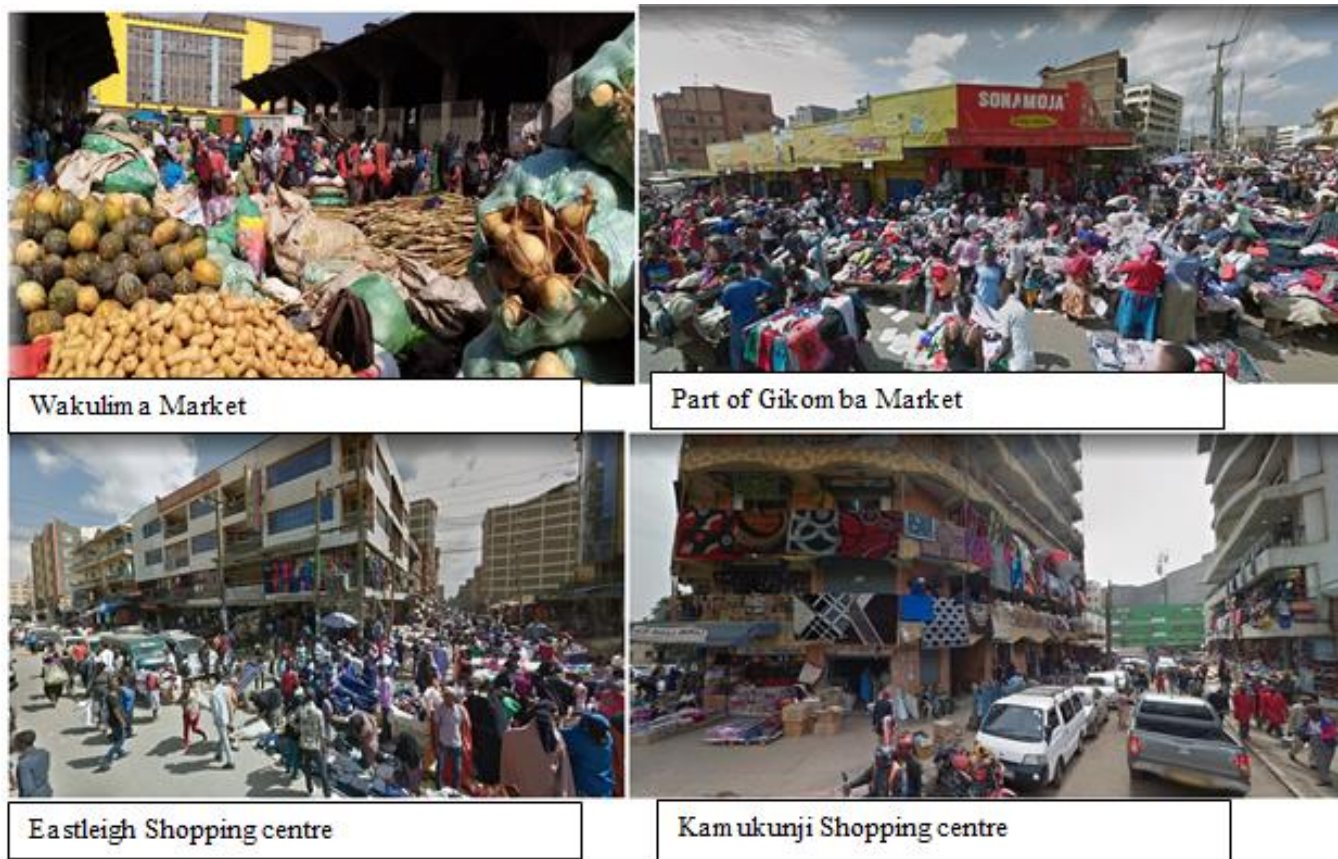 SONAMOJA
Wakulima Market
Part of Gikomba Market
Eastleigh Shopping centre
Kamukunji Shopping centre